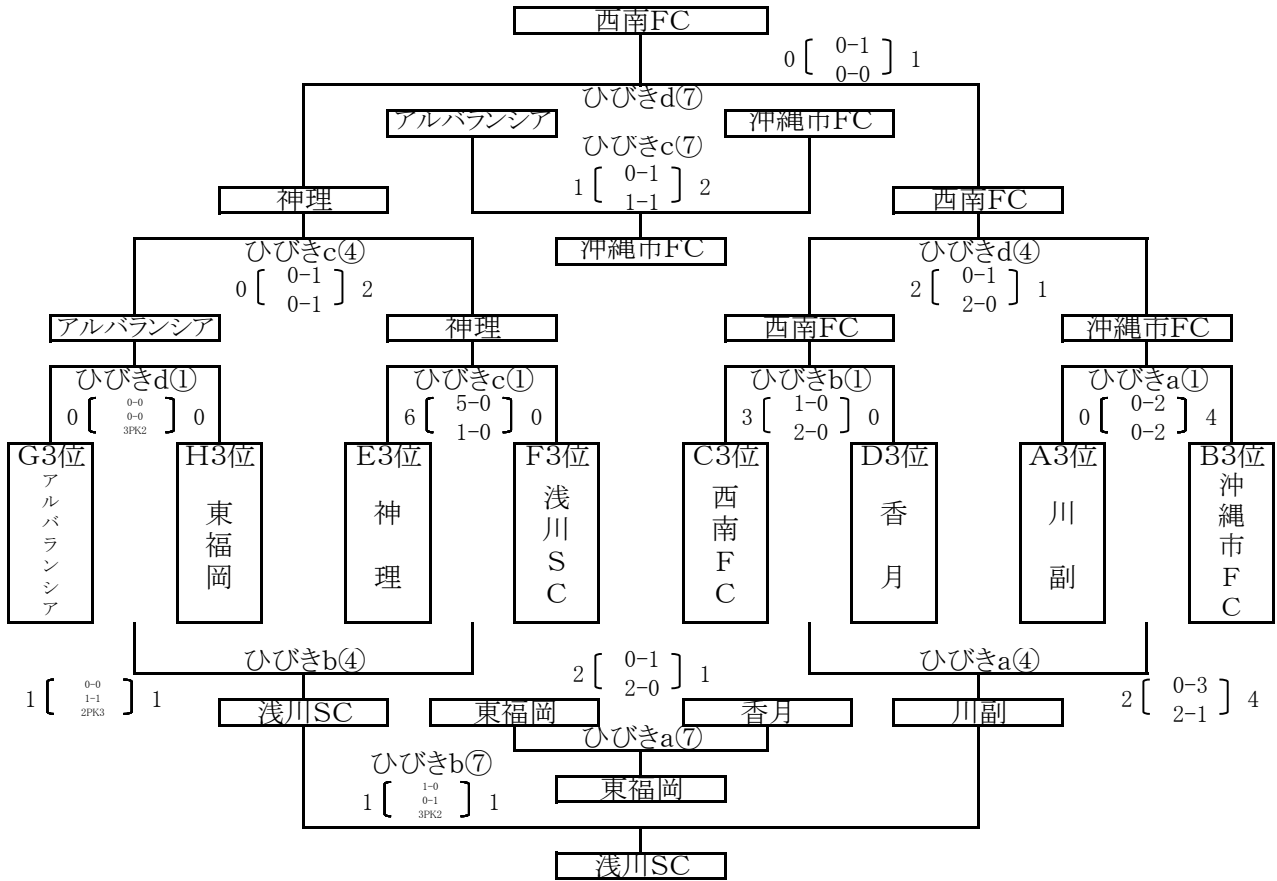 西南FC
0 [ 0-1 ] 1
0-0
ひびきd⑦
アルバランシア 沖縄市FC
ひびきc⑦
1 [ 0-1 ] 2
1-1
神理 西南FC
沖縄市FC
ひびきc④ ひびきd④
0 [ 0-1 ] 2 2 [ 0-1 ] 1
0-1 2-0
アルバランシア 神理 西南FC 沖縄市FC
ひびきd① ひびきc① ひびきb① ひびきa①
0 [ 0-0 ] 0 6 [ 5-0 ] 0 3 [ 1-0 ] 0 0 [ 0-2 ] 4
0-0 1-0 2-0 0-2
3PK2
G3位 H3位 E3位 F3位 C3位 D3位 A3位 B3位
アルバランシア 東福岡 神理 浅川SC 西南FC 香月 川副 沖縄市FC
ひびきb④ ひびきa④
1 [ 0-0 ] 1 2 [ 0-1 ] 1 2 [ 0-3 ] 4
1-1 2-0 2-1
2PK3
浅川SC 東福岡 香月 川副
ひびきa⑦
ひびきb⑦
1 [ 1-0 ] 1
0-1
3PK2
東福岡
浅川SC